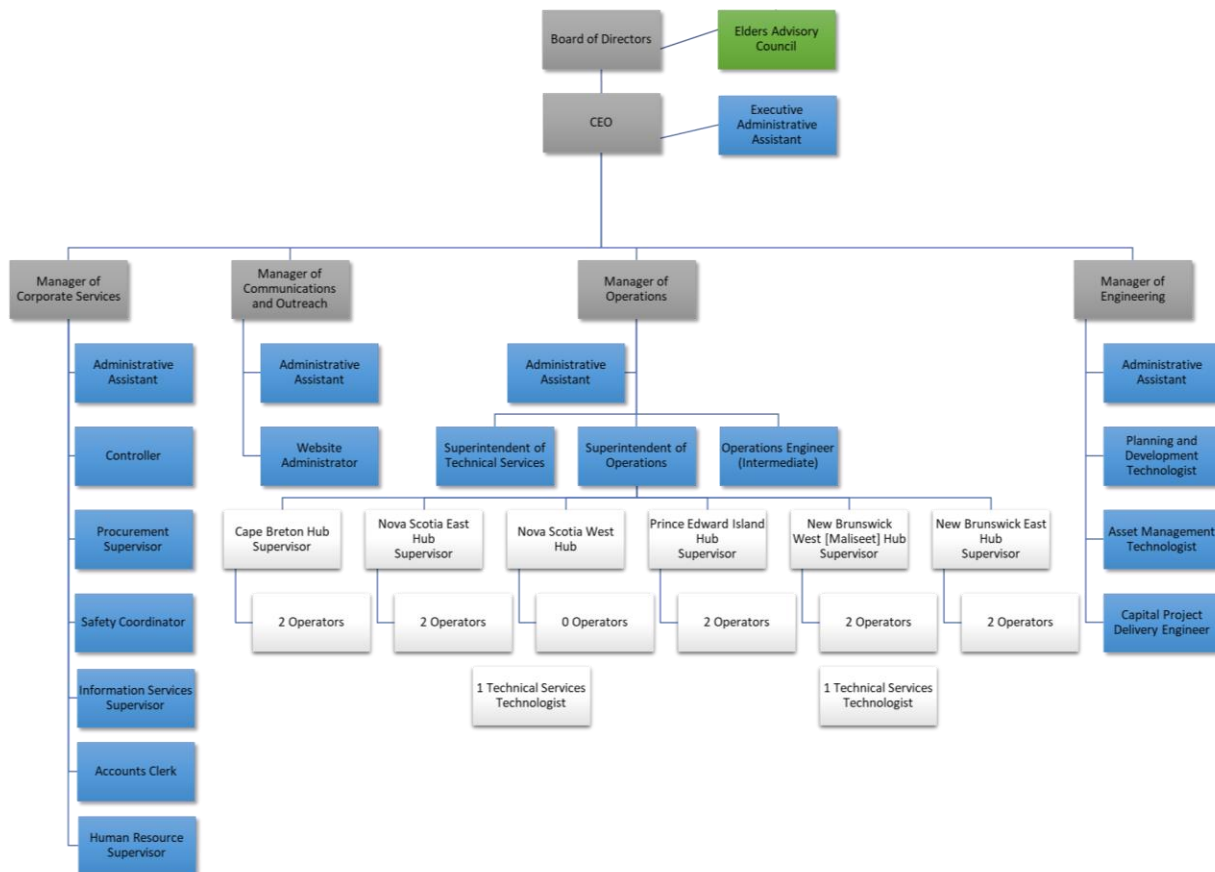 Board of Directors
Elders Advisory
Council
CEO
Executive
Administrative
Assistant
Manager of
Corporate Services
Manager of
Communications
and Outreach
Manager of
Operations
Manager of
Engineering
Administrative
Assistant
Administrative
Assistant
Administrative
Assistant
Administrative
Assistant
Controller
Website
Administrator
Superintendent of
Technical Services
Superintendent of
Operations
Operations Engineer
(Intermediate)
Planning and
Development
Technologist
Procurement
Supervisor
Cape Breton Hub
Supervisor
Nova Scotia East
Hub
Supervisor
Nova Scotia West
Hub
Prince Edward Island
Hub
Supervisor
New Brunswick
West [Maliseet] Hub
Supervisor
New Brunswick East
Hub
Supervisor
Asset Management
Technologist
Safety Coordinator
2 Operators
2 Operators
0 Operators
2 Operators
2 Operators
2 Operators
Capital Project
Delivery Engineer
Information Services
Supervisor
1 Technical Services
Technologist
1 Technical Services
Technologist
Accounts Clerk
Human Resource
Supervisor